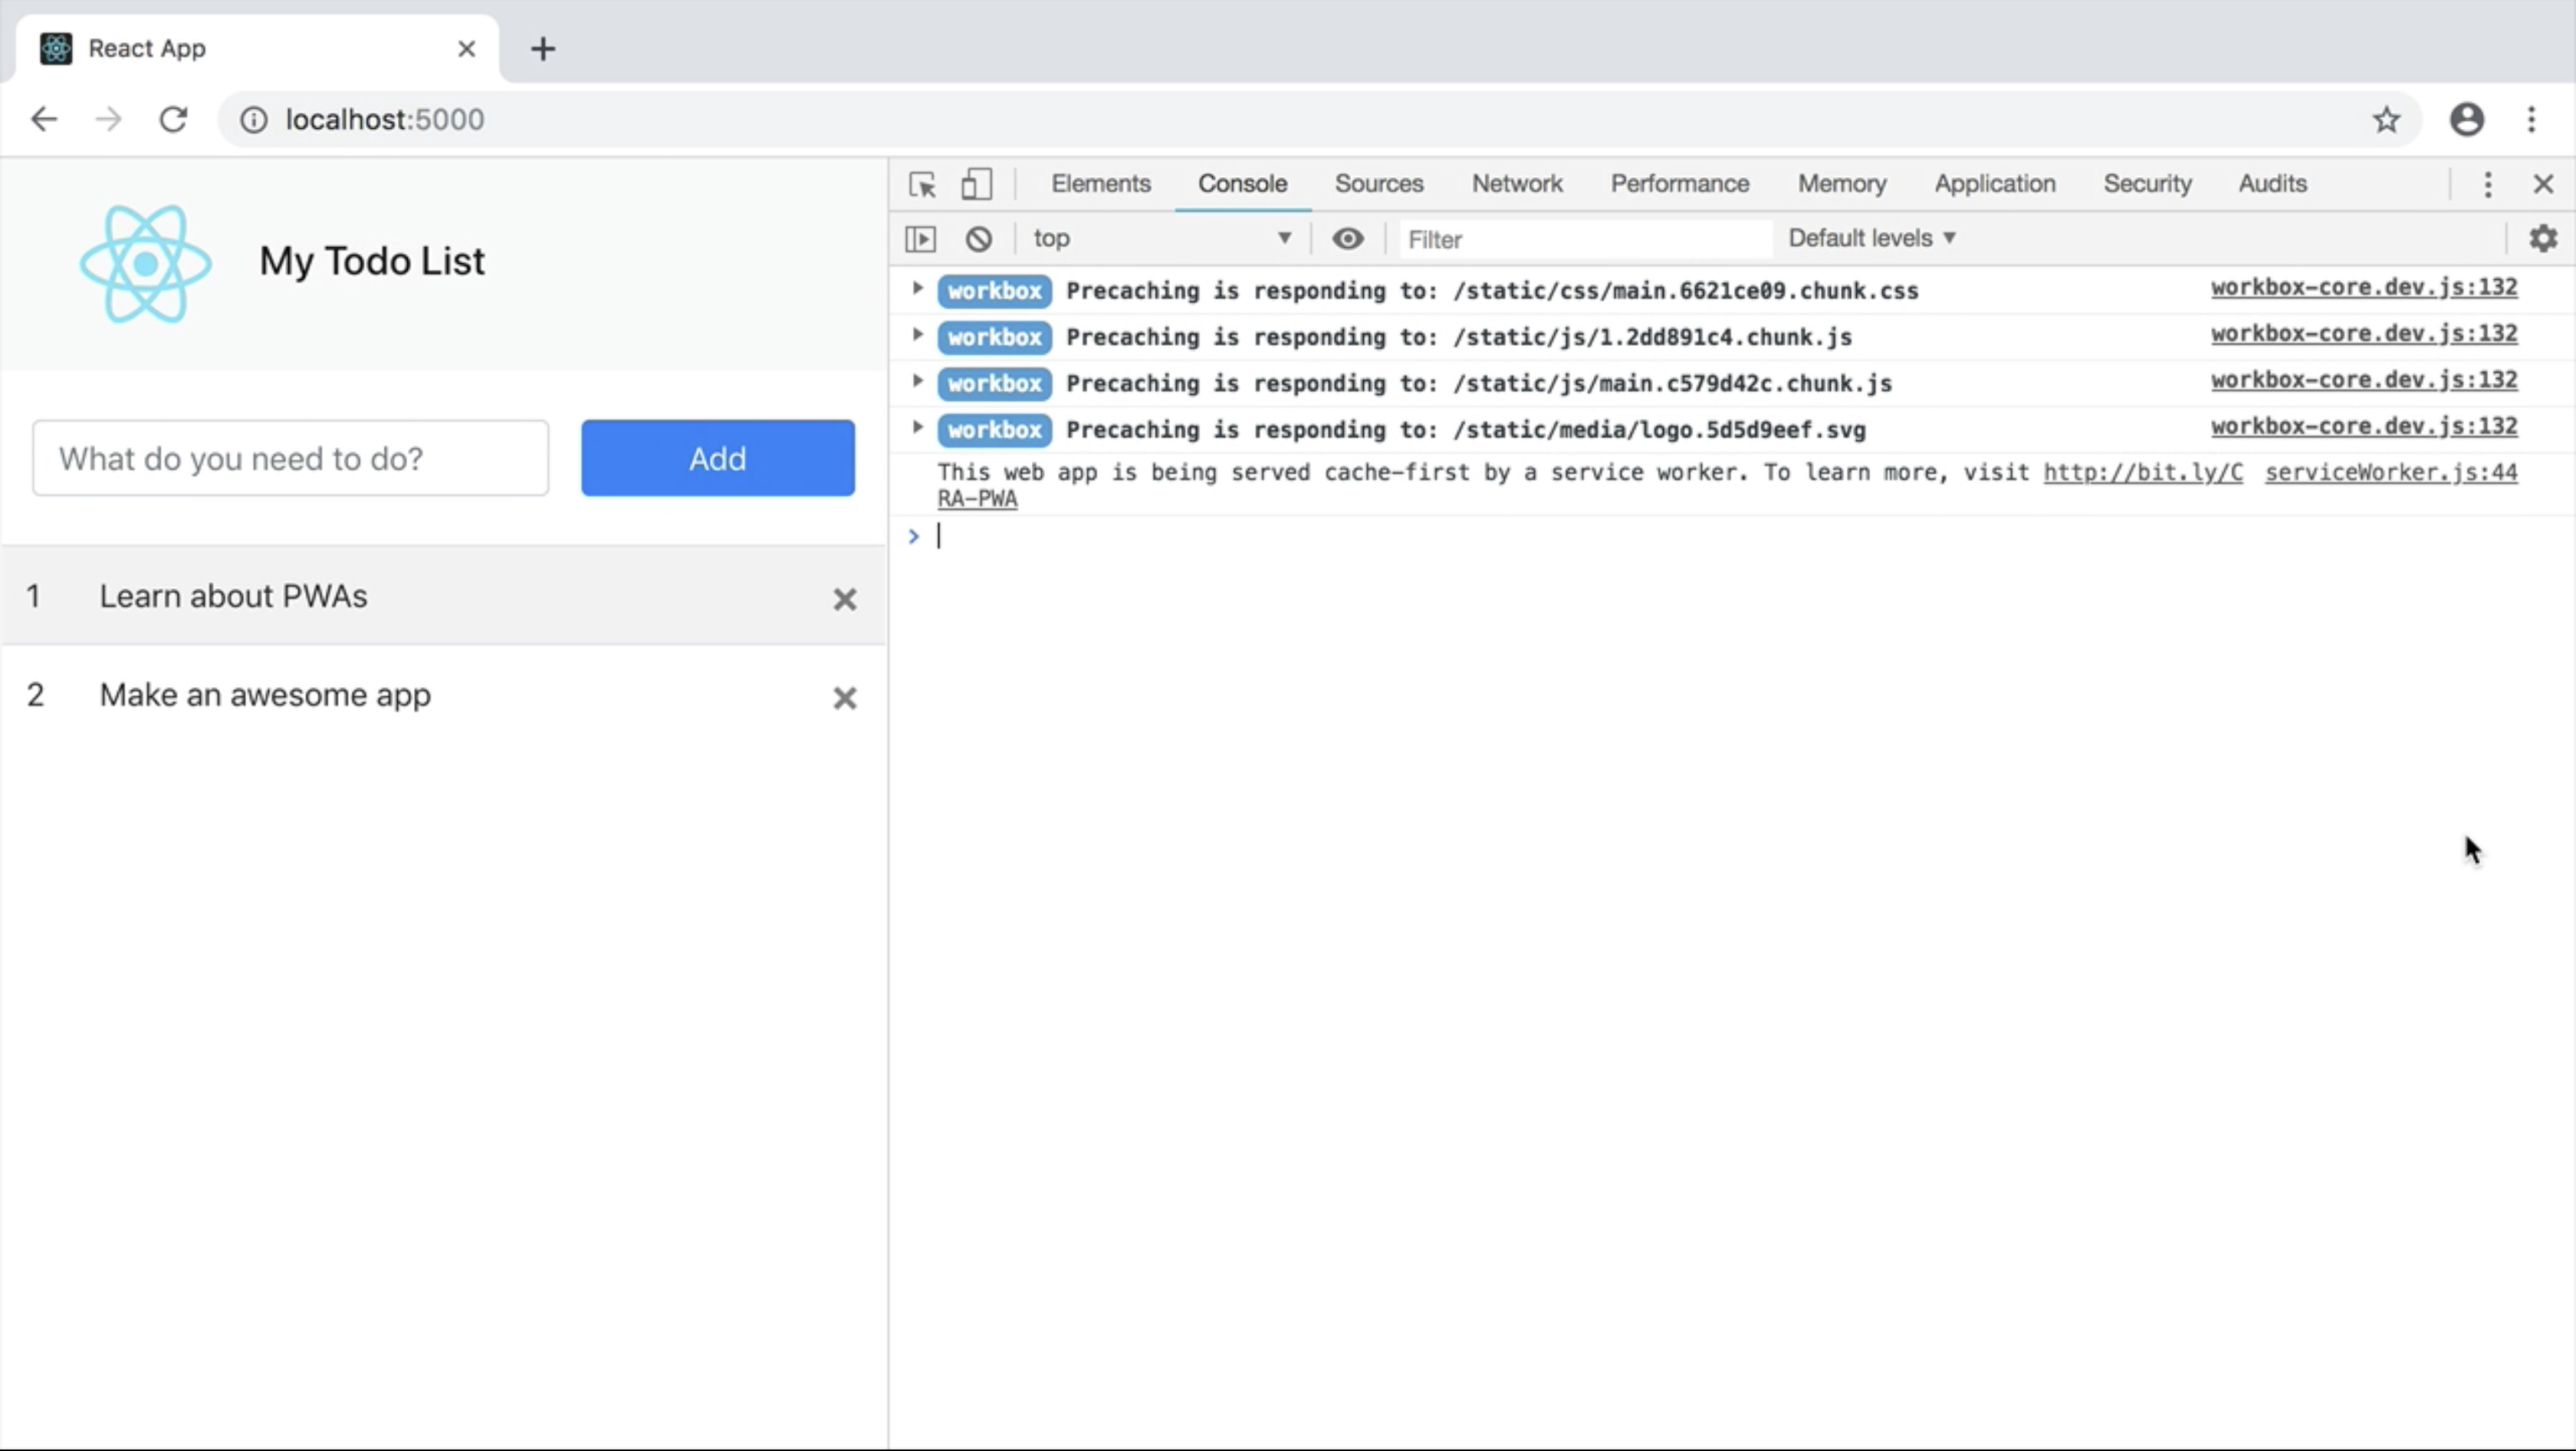 React App
localhost:5000
Elements Console Sources Network Performance Memory Application Security Audits
top Filter Default levels
My Todo List
What do you need to do? Add
1 Learn about PWAs
2 Make an awesome app
workbox Precaching is responding to: /static/css/main.6621ce09.chunk.css workbox-core.dev.js:132
workbox Precaching is responding to: /static/js/1.2dd891c4.chunk.js workbox-core.dev.js:132
workbox Precaching is responding to: /static/js/main.c579d42c.chunk.js workbox-core.dev.js:132
workbox Precaching is responding to: /static/media/logo.5d5d9eef.svg workbox-core.dev.js:132
This web app is being served cache-first by a service worker. To learn more, visit http://bit.ly/C serviceWorker.js:44
RA-PWA